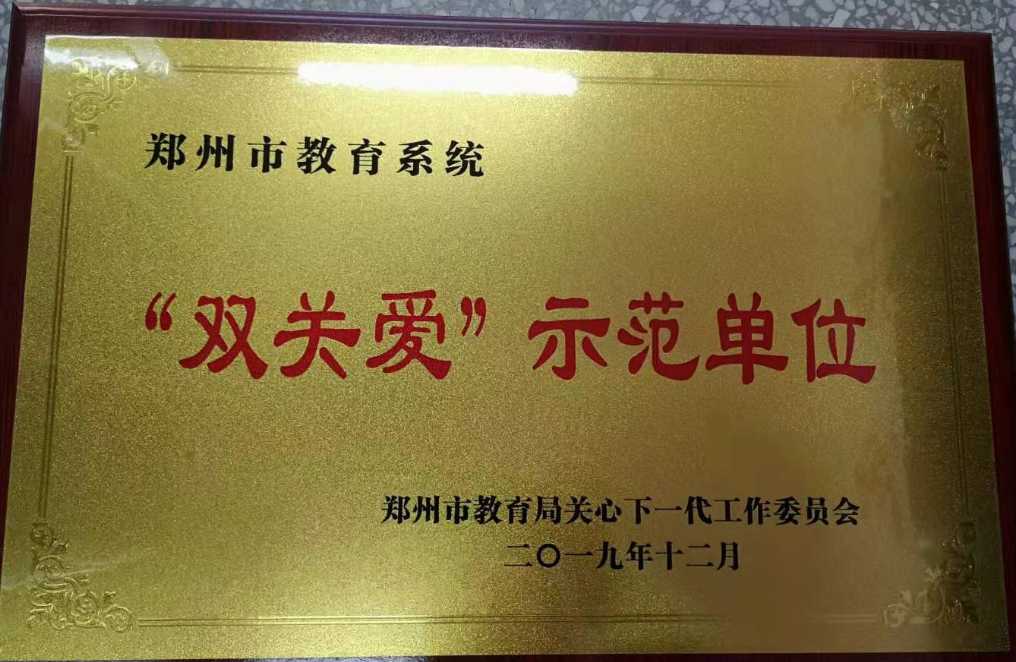 郑州市教育系统
“双关爱”示范单位
郑州市教育局关心下一代工作委员会
二〇一九年十二月